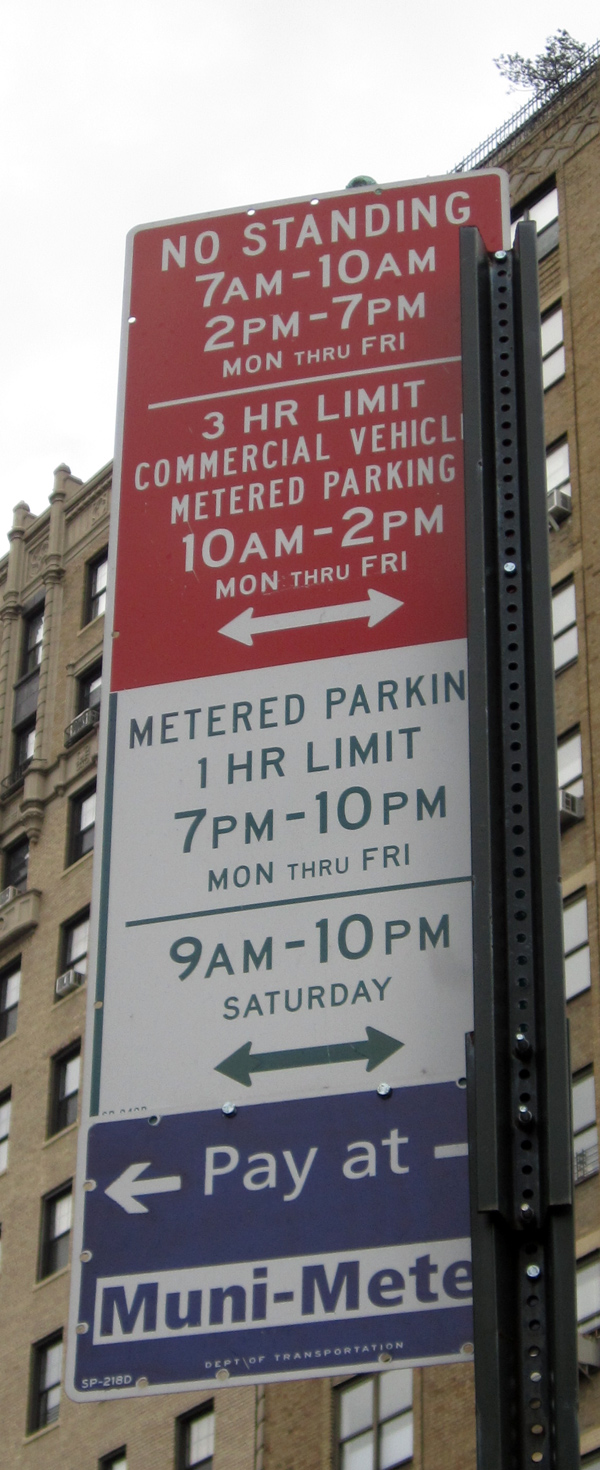 NO STANDING
7AM-10AM
2PM-7PM
MON THRU FRI
3 HR LIMIT
COMMERCIAL VEHICL
METERED PARKING
10AM-2PM
MON THRU FRI
METERED PARKIN
1 HR LIMIT
7PM-10PM
MON THRU FRI
9AM-10PM
SATURDAY
Pay at
Muni-Mete
DEPT OF TRANSPORTATION
SP-218D